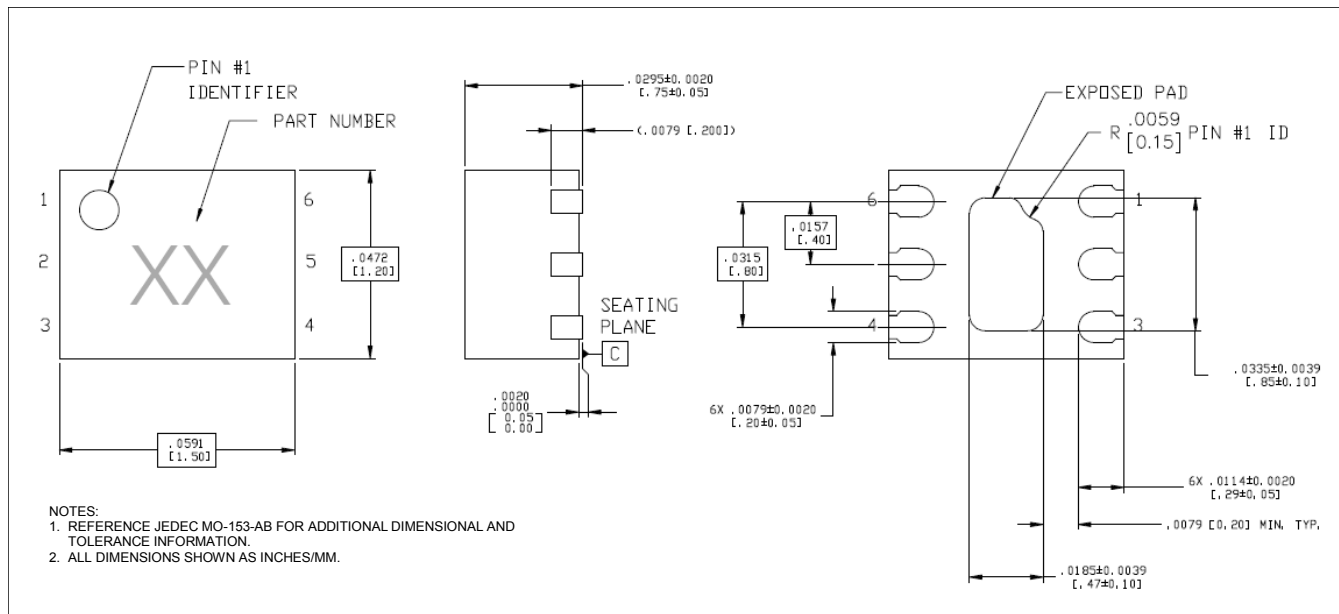 PIN #1
IDENTIFIER
PART NUMBER
1
2
3
6
5
4
XX
.0472
[1.20]
.0591
[1.50]
.0295±0.0020
[.75±0.05]
(.0079 [.200])
SEATING
PLANE
C
.0020
.0000
[0.05
0.00]
EXPOSED PAD
R .0059
[0.15] PIN #1 ID
6
4
1
3
.0157
[.40]
.0315
[.80]
6X .0079±0.0020
[.20±0.05]
.0335±0.0039
[.85±0.10]
6X .0114±0.0020
[.29±0.05]
.0079 [0.20] MIN, TYP.
.0185±0.0039
[.47±0.10]
NOTES:
1. REFERENCE JEDEC MO-153-AB FOR ADDITIONAL DIMENSIONAL AND
TOLERANCE INFORMATION.
2. ALL DIMENSIONS SHOWN AS INCHES/MM.